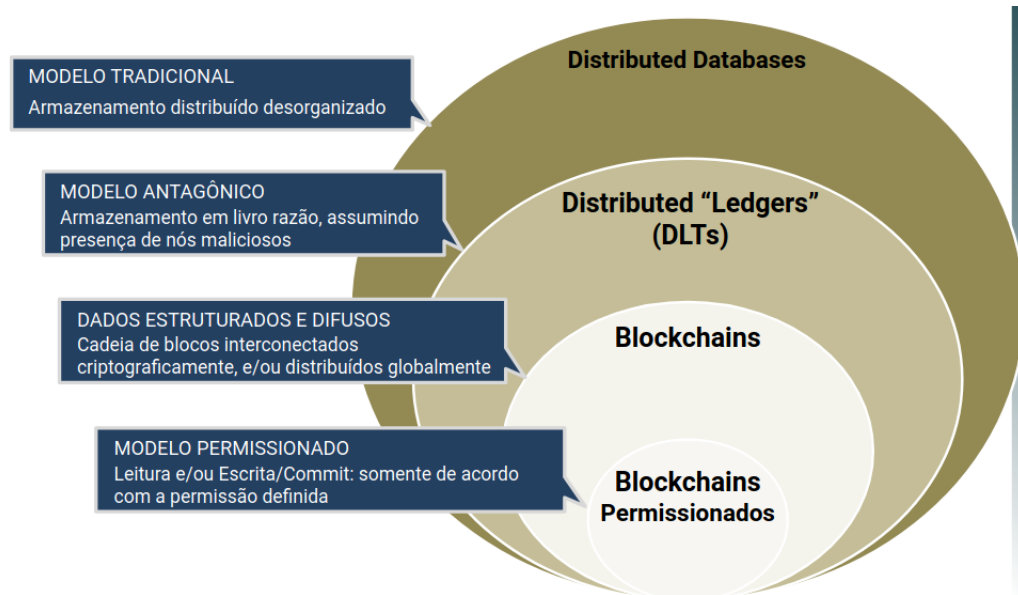 Distributed Databases
MODELO TRADICIONAL
Armazenamento distribuído desorganizado
MODELO ANTAGÔNICO
Armazenamento em livro razão, assumindo
presença de nós maliciosos
Distributed “Ledgers”
(DLTs)
DADOS ESTRUTURADOS E DIFUSOS
Cadeia de blocos interconectados
criptograficamente, e/ou distribuídos globalmente
Blockchains
MODELO PERMISSIONADO
Leitura e/ou Escrita/Commit: somente de acordo
com a permissão definida
Blockchains
Permissionados